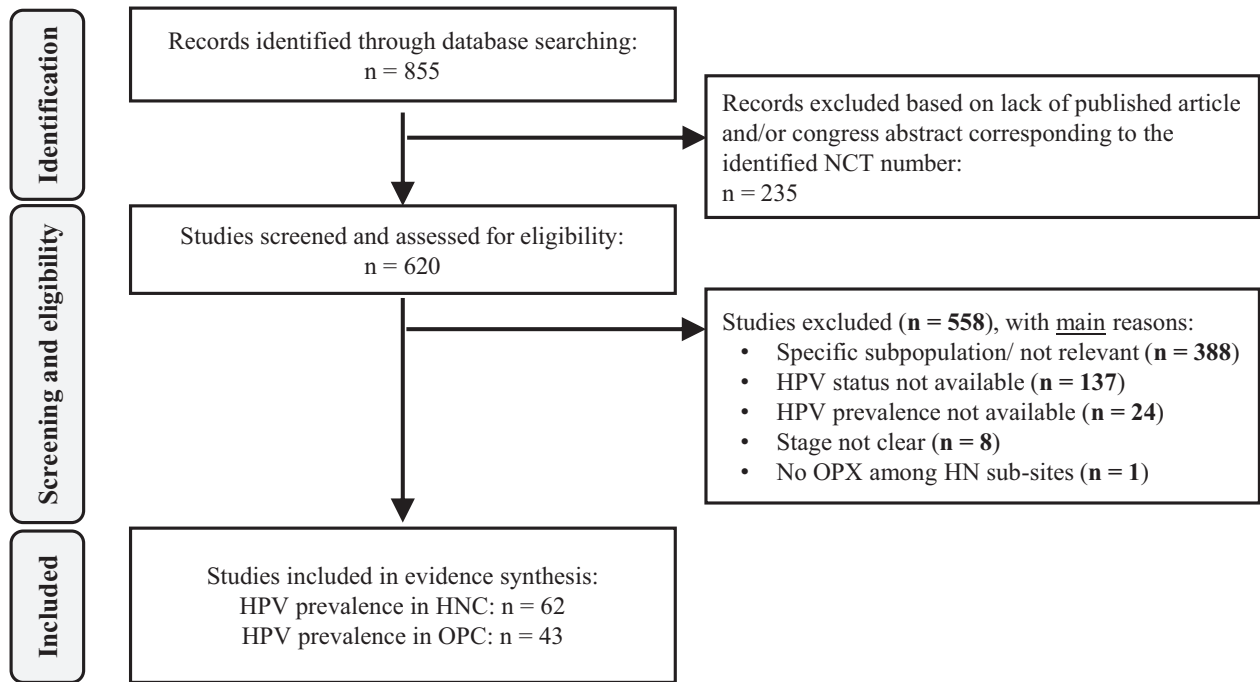 Identification
Records identified through database searching:
n = 855
Records excluded based on lack of published article
and/or congress abstract corresponding to the
identified NCT number:
n = 235
Screening and eligibility
Studies screened and assessed for eligibility:
n = 620
Studies excluded (n = 558), with main reasons:
• Specific subpopulation/ not relevant (n = 388)
• HPV status not available (n = 137)
• HPV prevalence not available (n = 24)
• Stage not clear (n = 8)
• No OPX among HN sub-sites (n = 1)
Included
Studies included in evidence synthesis:
HPV prevalence in HNC: n = 62
HPV prevalence in OPC: n = 43